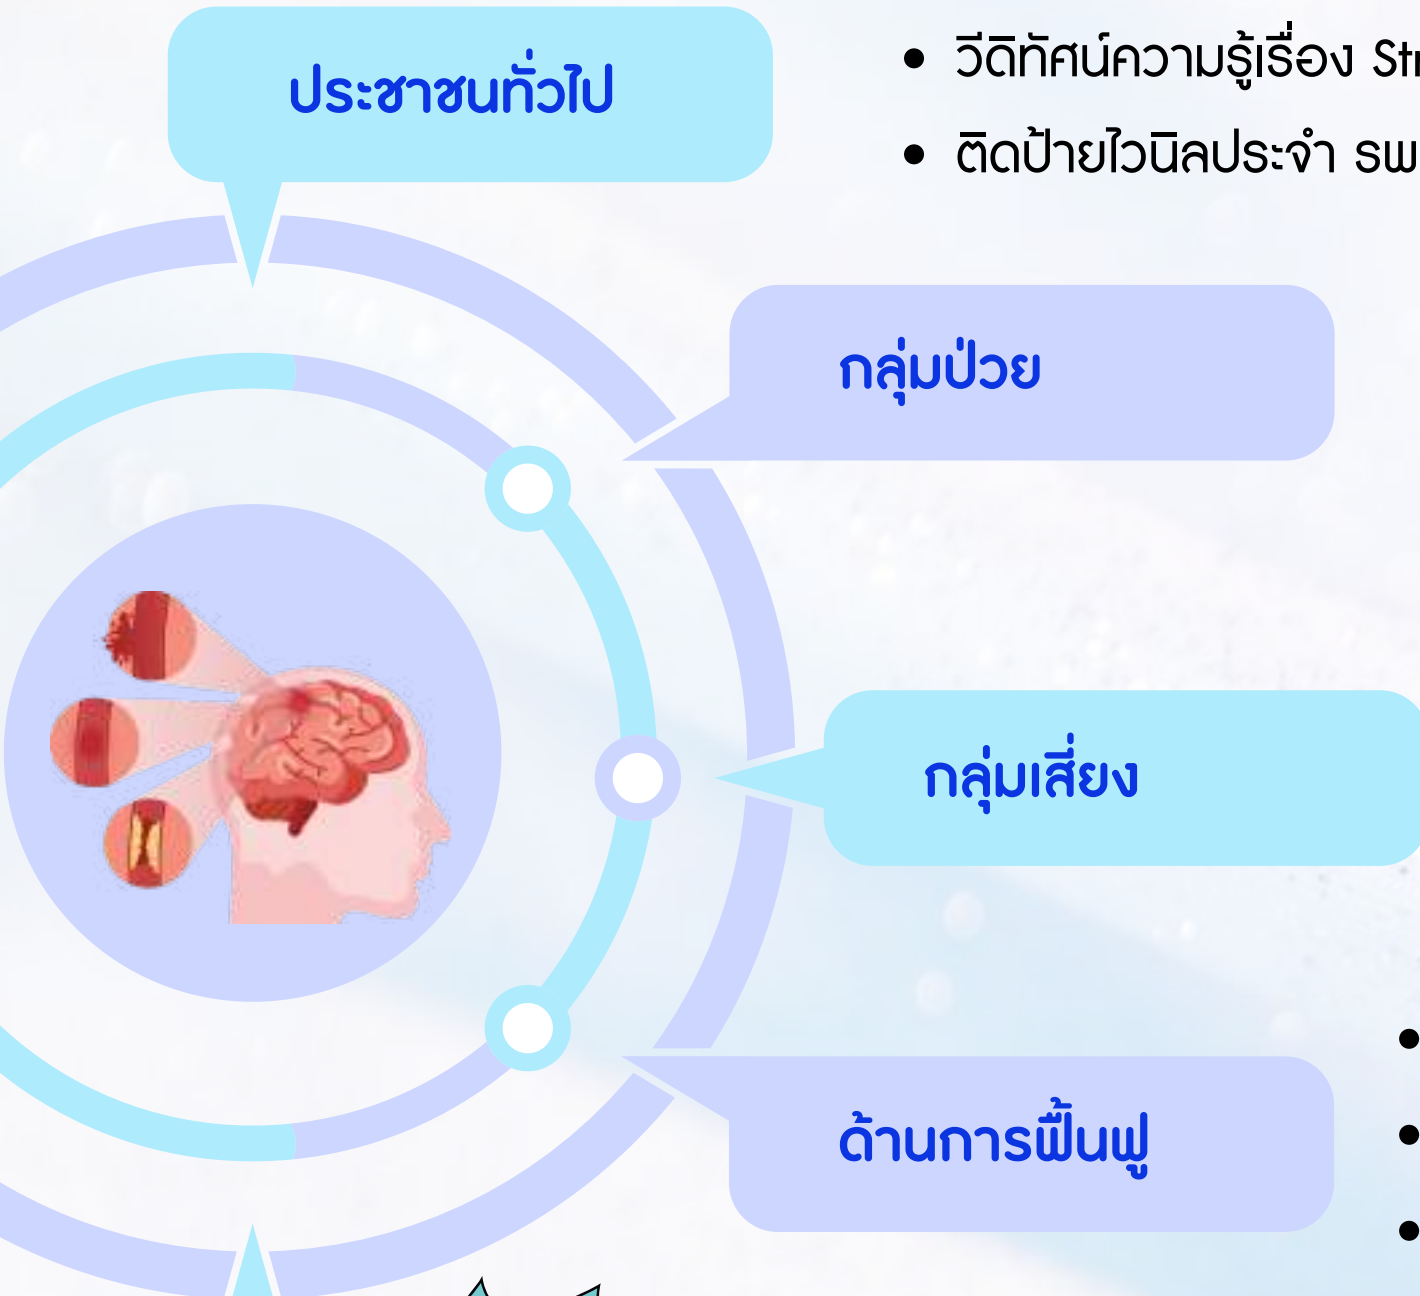 ประชาชนทั่วไป
• วีดิทัศน์ความรู้เรื่อง
• ติดป้ายไวนิลประจำ รพ
กลุ่มป่วย
กลุ่มเสี่ยง
ด้านการฟื้นฟู